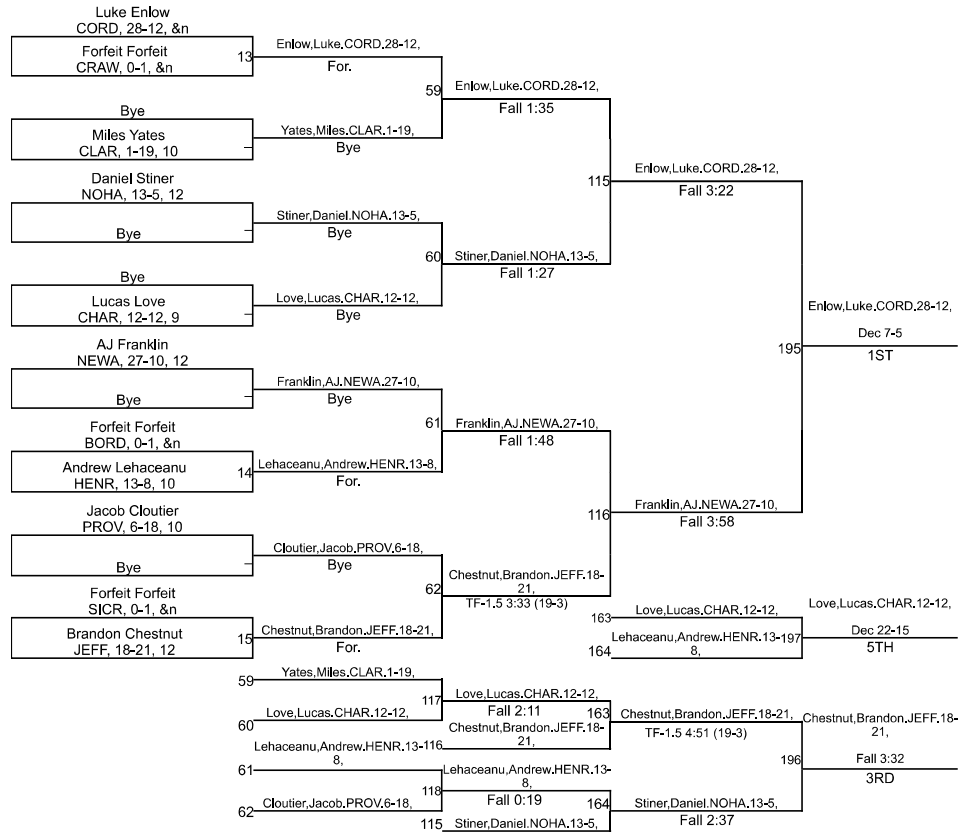 Luke Enlow
CORD, 28-12, &n
Forfeit Forfeit
CRAW, 0-1, &n
13
Enlow,Luke.CORD.28-12,
For.
Bye
Miles Yates
CLAR, 1-19, 10
Yates,Miles.CLAR.1-19,
Bye
59
Enlow,Luke.CORD.28-12,
Fall 1:35
Daniel Stiner
NOHA, 13-5, 12
Bye
Stiner,Daniel.NOHA.13-5,
Bye
Bye
Lucas Love
CHAR, 12-12, 9
Love,Lucas.CHAR.12-12,
Bye
60
Stiner,Daniel.NOHA.13-5,
Fall 1:27
115
Enlow,Luke.CORD.28-12,
Fall 3:22
AJ Franklin
NEWA, 27-10, 12
Bye
Franklin,AJ.NEWA.27-10,
Bye
Forfeit Forfeit
BORD, 0-1, &n
Andrew Lehaceanu
HENR, 13-8, 10
14
Lehaceanu,Andrew.HENR.13-8,
For.
61
Franklin,AJ.NEWA.27-10,
Fall 1:48
Jacob Cloutier
PROV, 6-18, 10
Bye
Cloutier,Jacob.PROV.6-18,
Bye
Forfeit Forfeit
SICR, 0-1, &n
Brandon Chestnut
JEFF, 18-21, 12
15
Chestnut,Brandon.JEFF.18-21,
For.
62
Chestnut,Brandon.JEFF.18-
21,
TF-1.5 3:33 (19-3)
116
Franklin,AJ.NEWA.27-10,
Fall 3:58
195
Enlow,Luke.CORD.28-12,
Dec 7-5
1ST
163
Love,Lucas.CHAR.12-12,
164
Lehaceanu,Andrew.HENR.13-
8,
197
Love,Lucas.CHAR.12-12,
Dec 22-15
5TH
59
Yates,Miles.CLAR.1-19,
60
Love,Lucas.CHAR.12-12,
117
Love,Lucas.CHAR.12-12,
Fall 2:11
116
Chestnut,Brandon.JEFF.18-
21,
163
Chestnut,Brandon.JEFF.18-21,
TF-1.5 4:51 (19-3)
61
Lehaceanu,Andrew.HENR.13-
8,
62
Cloutier,Jacob.PROV.6-18,
118
Lehaceanu,Andrew.HENR.13-
8,
Fall 0:19
115
Stiner,Daniel.NOHA.13-5,
164
Stiner,Daniel.NOHA.13-5,
Fall 2:37
196
Chestnut,Brandon.JEFF.18-
21,
Fall 3:32
3RD